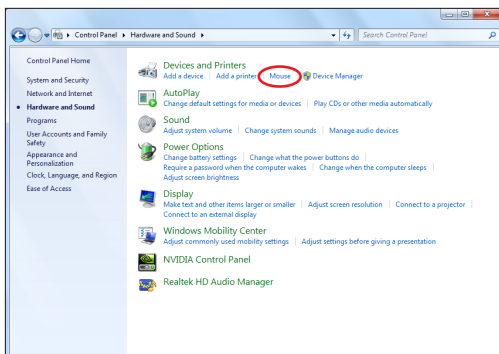 Control Panel ▸ Hardware and Sound ▸
Search Control Panel
Control Panel Home
System and Security
Network and Internet
Hardware and Sound
Programs
User Accounts and Family
Safety
Appearance and
Personalization
Clock, Language, and Region
Ease of Access
Devices and Printers
Add a device | Add a printer | Mouse | Device Manager
AutoPlay
Change default settings for media or devices | Play CDs or other media automatically
Sound
Adjust system volume | Change system sounds | Manage audio devices
Power Options
Change battery settings | Change what the power buttons do |
Require a password when the computer wakes | Change when the computer sleeps |
Adjust screen brightness
Display
Make text and other items larger or smaller | Adjust screen resolution | Connect to a projector |
Connect to an external display
Windows Mobility Center
Adjust commonly used mobility settings | Adjust settings before giving a presentation
NVIDIA Control Panel
Realtek HD Audio Manager